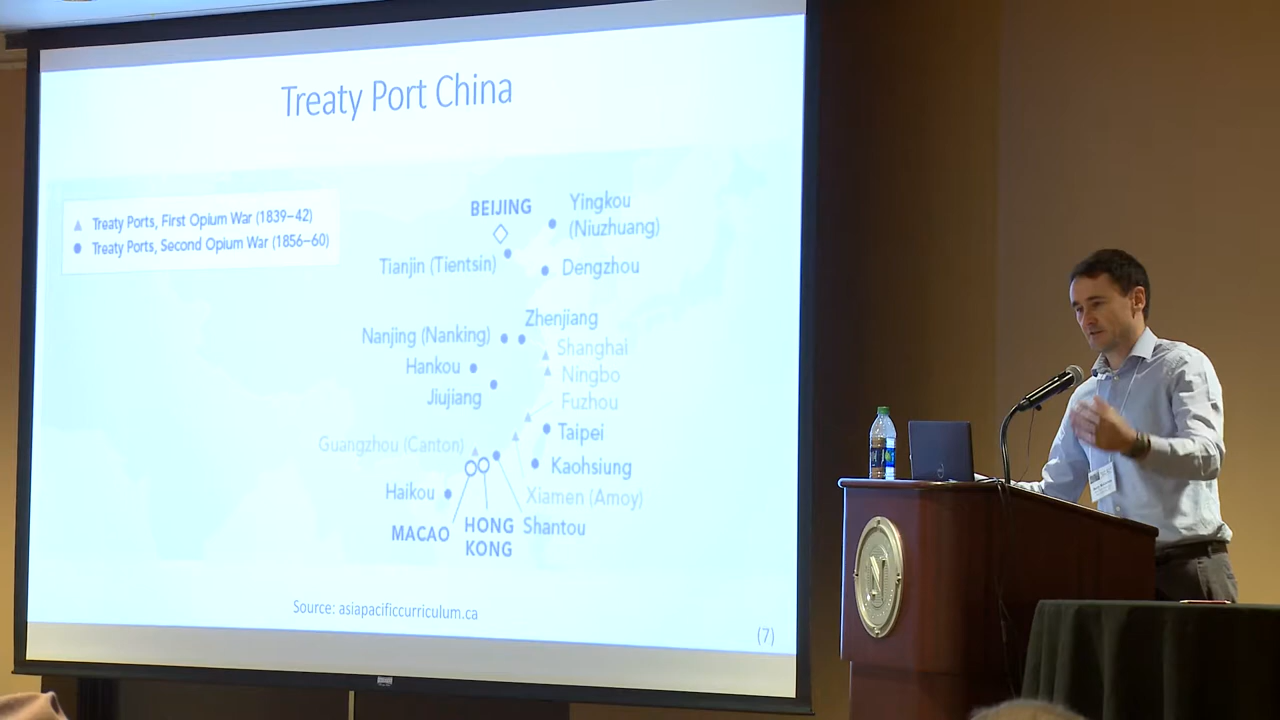 Treaty Port China
Treaty Ports, First Opium War (1839–42)
Treaty Ports, Second Opium War (1856–60)
BEIJING
Yingkou
(Niuzhuang)
Tianjin (Tientsin)
Dengzhou
Zhenjiang
Nanjing (Nanking)
Shanghai
Hankou
Ningbo
Jiujiang
Fuzhou
Taipei
Guangzhou (Canton)
Kaohsiung
Haikou
Xiamen (Amoy)
MACAO
HONG
KONG
Shantou
Source: asiapacificcurriculum.ca
(7)
N